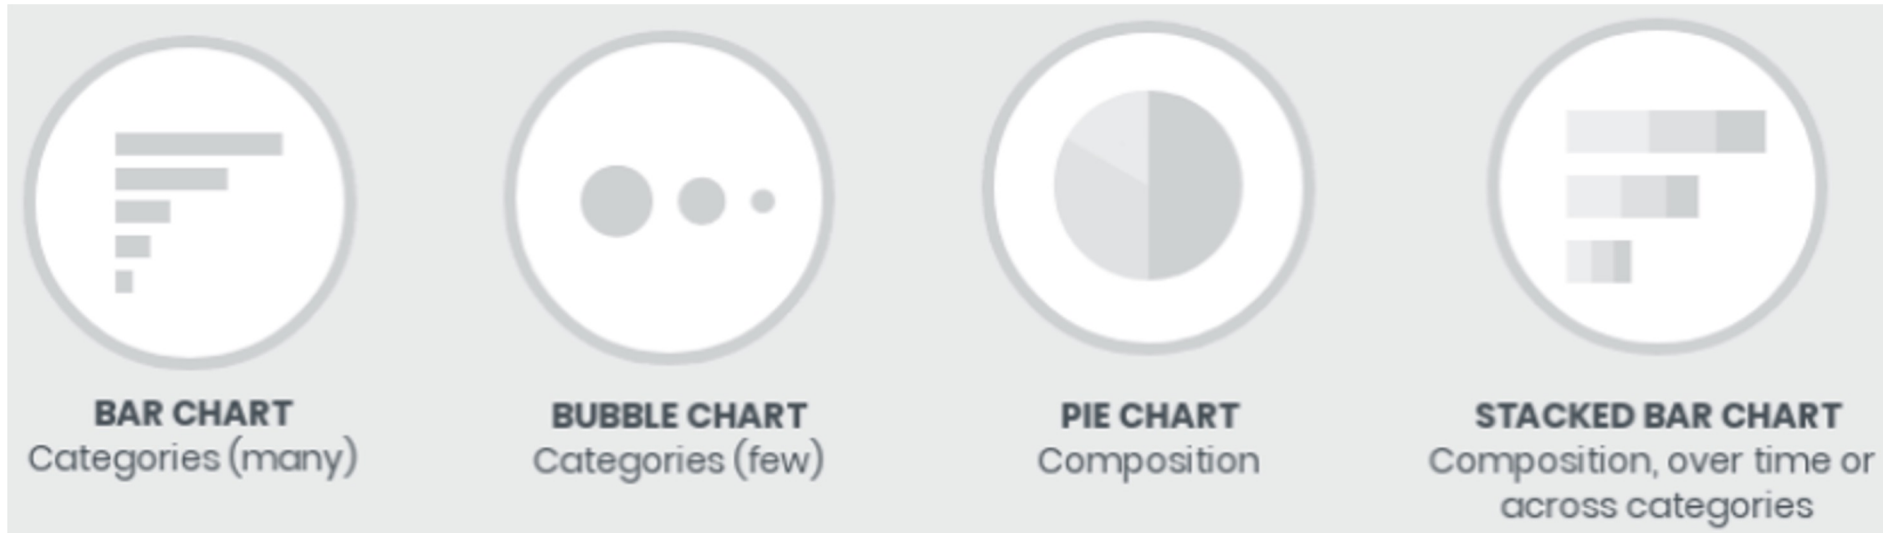 BAR CHART
Categories (many)
BUBBLE CHART
Categories (few)
PIE CHART
Composition
STACKED BAR CHART
Composition, over time or
across categories